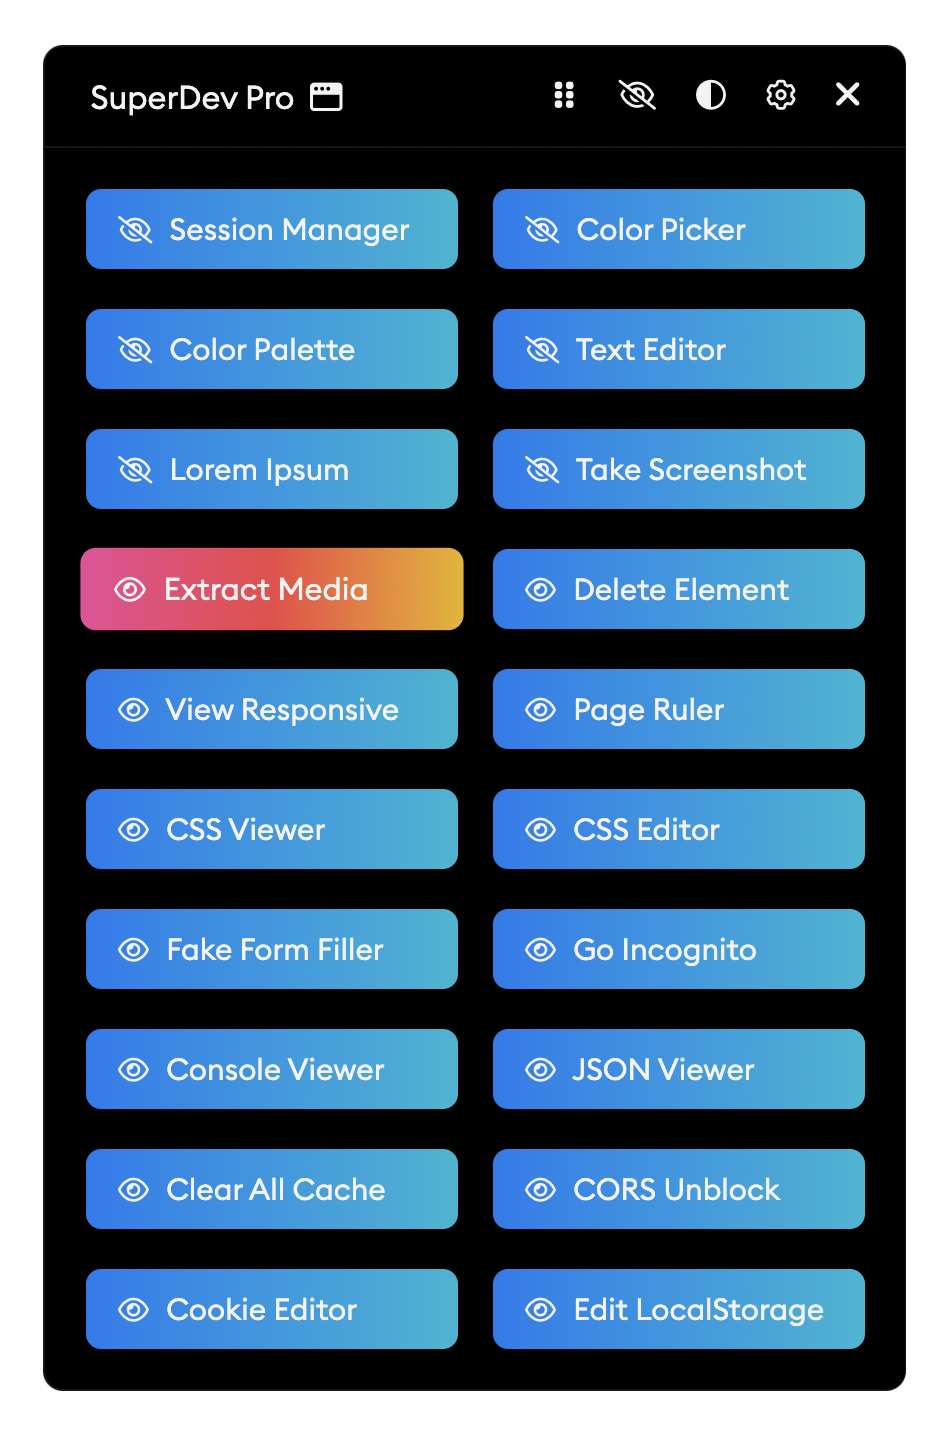 SuperDev Pro
Session Manager
Color Picker
Color Palette
Text Editor
Lorem Ipsum
Take Screenshot
Extract Media
Delete Element
View Responsive
Page Ruler
CSS Viewer
CSS Editor
Fake Form Filler
Go Incognito
Console Viewer
JSON Viewer
Clear All Cache
CORS Unblock
Cookie Editor
Edit LocalStorage